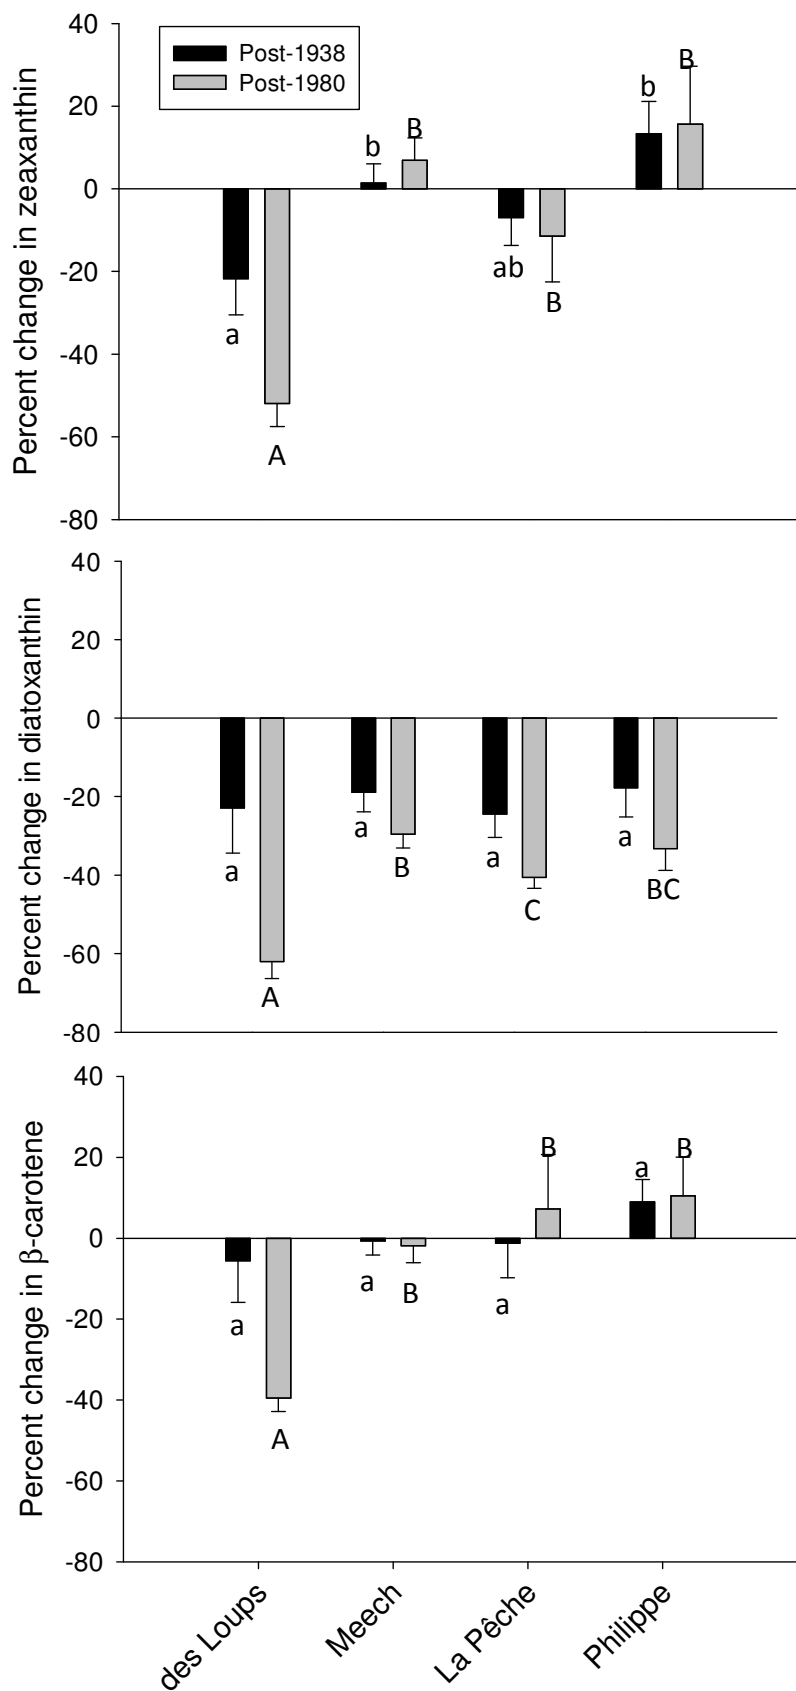 Percent change in zeaxanthin
40
20
0
-20
-40
-60
-80
Post-1938
Post-1980
a
A
b
B
ab
B
b
B
Percent change in diatoxanthin
40
20
0
-20
-40
-60
-80
a
A
a
B
a
C
a
BC
Percent change in β-carotene
40
20
0
-20
-40
-60
-80
a
A
a
B
a
B
a
B
des Loups
Meech
La Pêche
Philippe